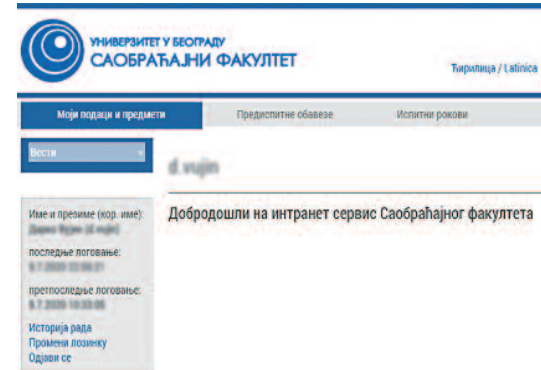 УНИВЕРЗИТЕТ У БЕОГРАДУ
САОБРАЋАЈНИ ФАКУЛТЕТ
Ћирилица / Latinica
Моји подаци и предмети Предиспитне обавезе Испитни рокови
Вести »
d.vujin
Добродошли на интранет сервис Саобраћајног факултета
Име и презиме (кор. име):
последње логовање:
претпоследње логовање:
Историја рада
Промени лозинку
Одјави се